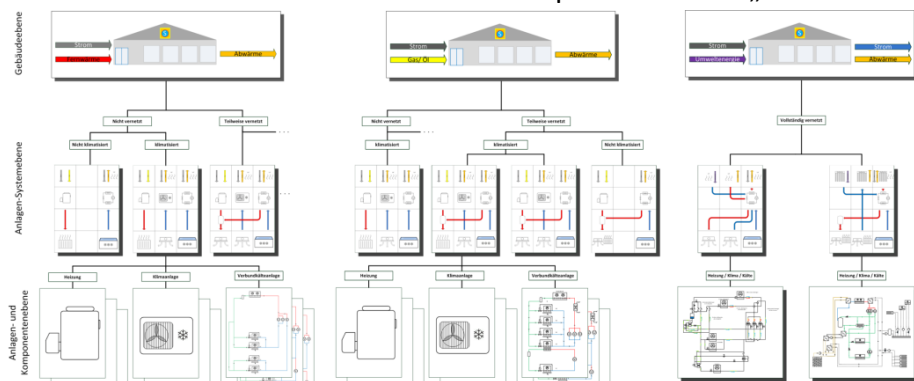 Gebäudeebene
Strom
Fernwärme
Abwärme
Strom
Gas/ Öl
Abwärme
Strom
Umweltenergie
Strom
Abwärme
Anlagen-Systemebene
Nicht vernetzt
Teilweise vernetzt
Nicht klimatisiert
klimatisiert
Nicht vernetzt
Teilweise vernetzt
klimatisiert
klimatisiert
Nicht klimatisiert
Vollständig vernetzt
Anlagen- und
Komponentenebene
Heizung
Klimaanlage
Verbundkälteanlage
Heizung
Klimaanlage
Verbundkälteanlage
Heizung / Klima / Kälte
Heizung / Klima / Kälte